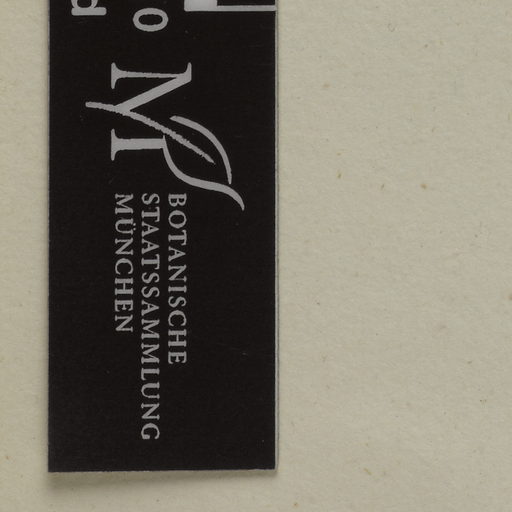 M
BOTANISCHE
STAATSSAMMLUNG
MÜNCHEN